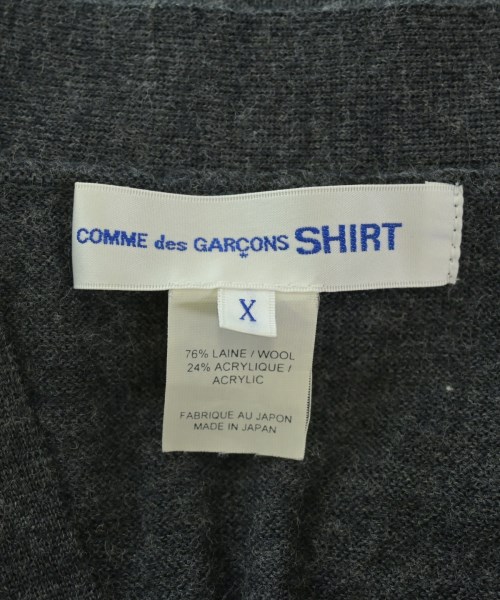 COMME des GARÇONS SHIRT
X
76% LAINE / WOOL
24% ACRYLIQUE /
ACRYLIC
FABRIQUE AU JAPON
MADE IN JAPAN